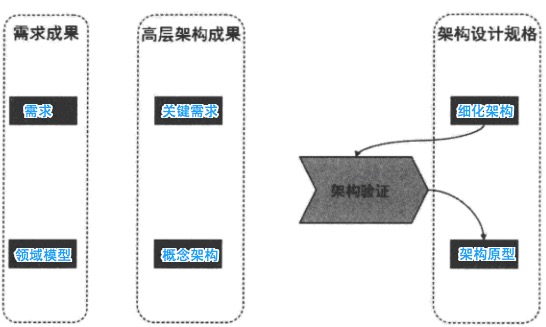 需求成果
高层架构成果
架构设计规格
需求
关键需求
细化架构
架构验证
领域模型
概念架构
架构原型